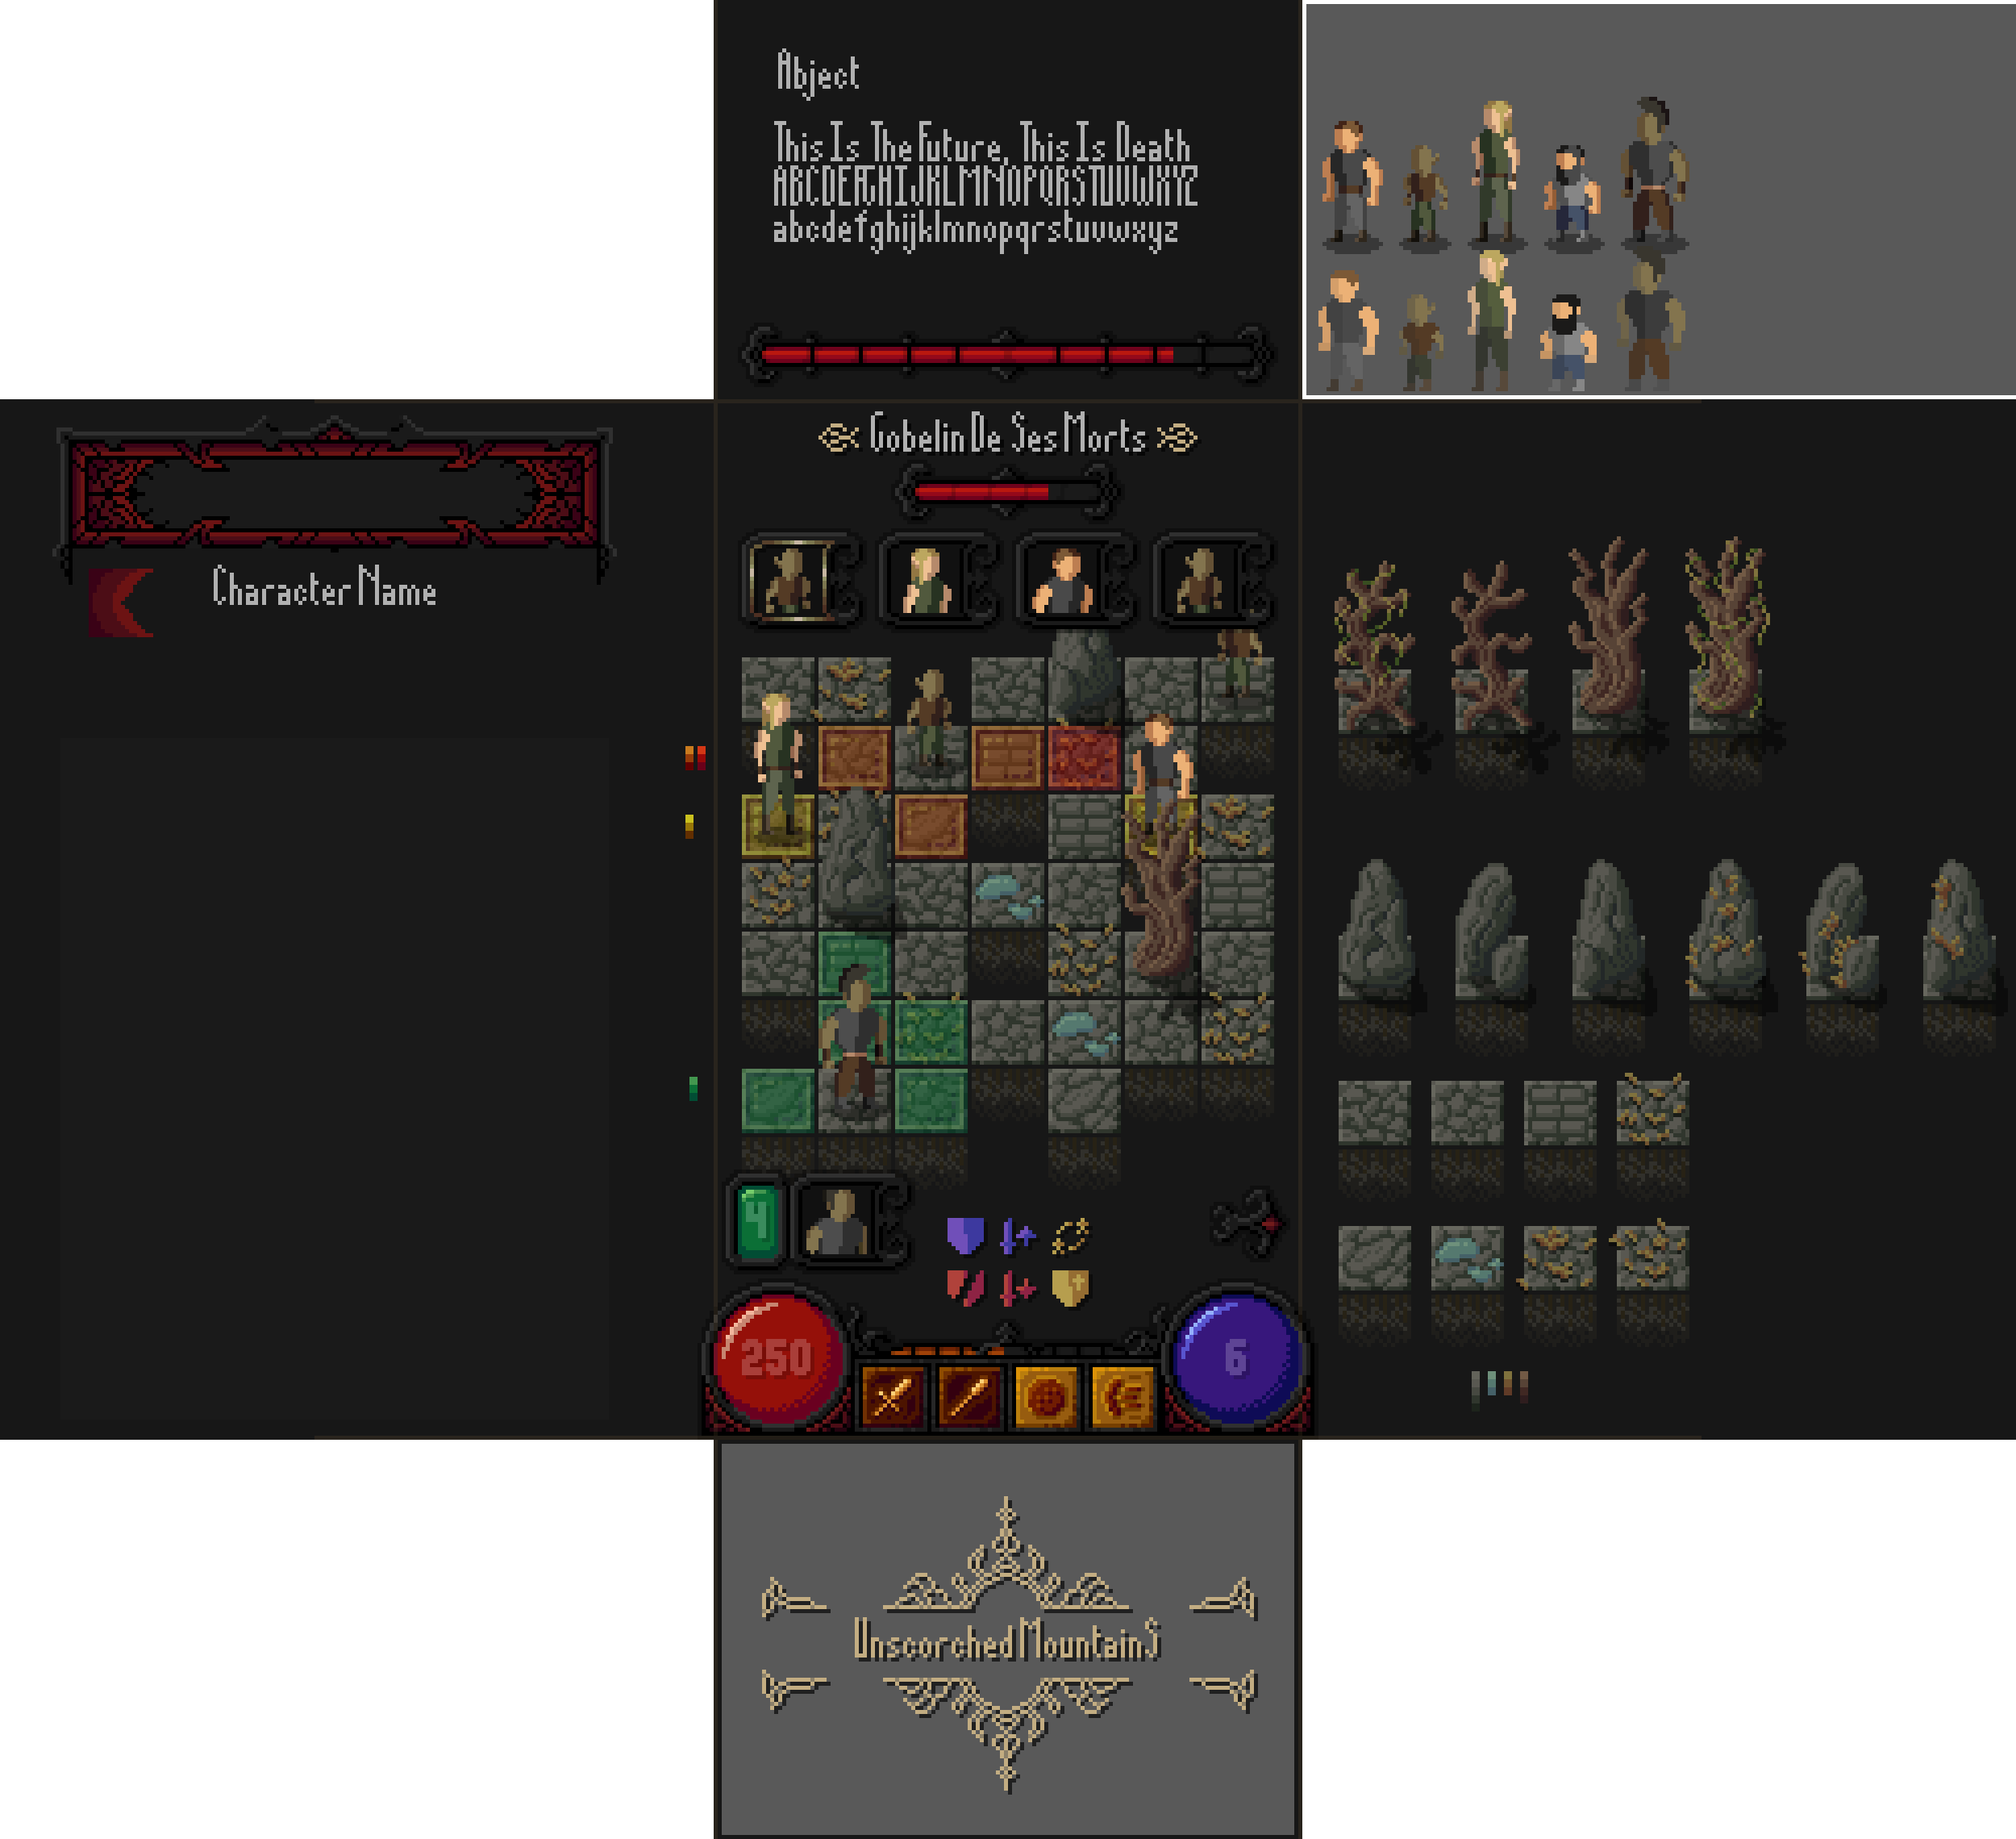 Abject
This Is The Future, This Is Death
ABCDEFGHIJKLMNOPQRSTUVWXYZ
abcdefghijklmnopqrstuvwxyz
Gobelin De Ses Morts
Character Name
4
250
6
Unscorched Mountains